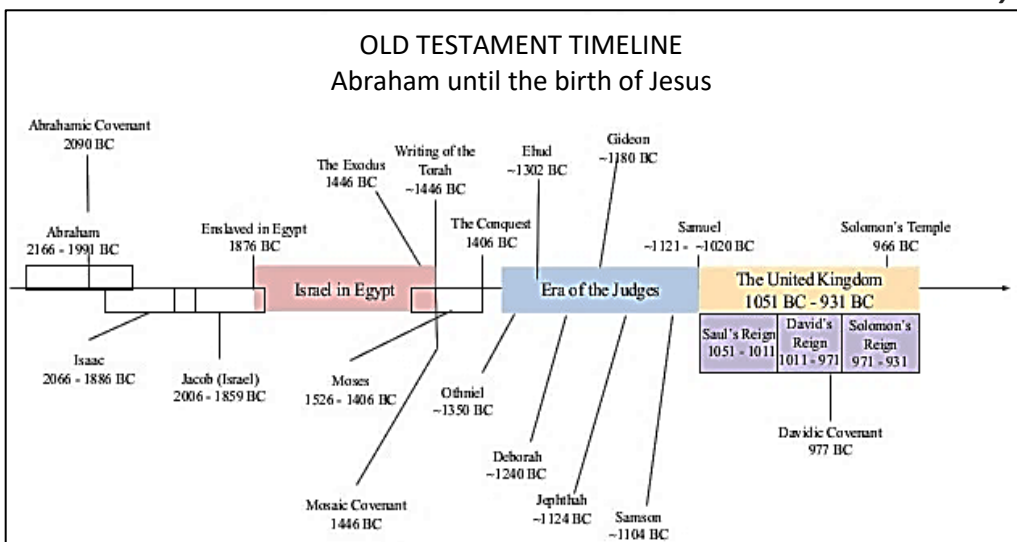 OLD TESTAMENT TIMELINE
Abraham until the birth of Jesus
Abrahamic Covenant
2090 BC
Abraham
2166 - 1991 BC
Enslaved in Egypt
1876 BC
The Exodus
1446 BC
Writing of the
Torah
~1446 BC
The Conquest
1406 BC
Ehud
~1302 BC
Gideon
~1180 BC
Samuel
~1121 - ~1020 BC
Solomon's Temple
966 BC
Israel in Egypt
Era of the Judges
The United Kingdom
1051 BC - 931 BC
Saul's Reign
1051 - 1011
David's
Reign
1011 - 971
Solomon's
Reign
971 - 931
Isaac
2066 - 1886 BC
Jacob (Israel)
2006 - 1859 BC
Moses
1526 - 1406 BC
Mosaic Covenant
1446 BC
Othniel
~1350 BC
Deborah
~1240 BC
Jephthah
~1124 BC
Samson
~1104 BC
Davidic Covenant
977 BC